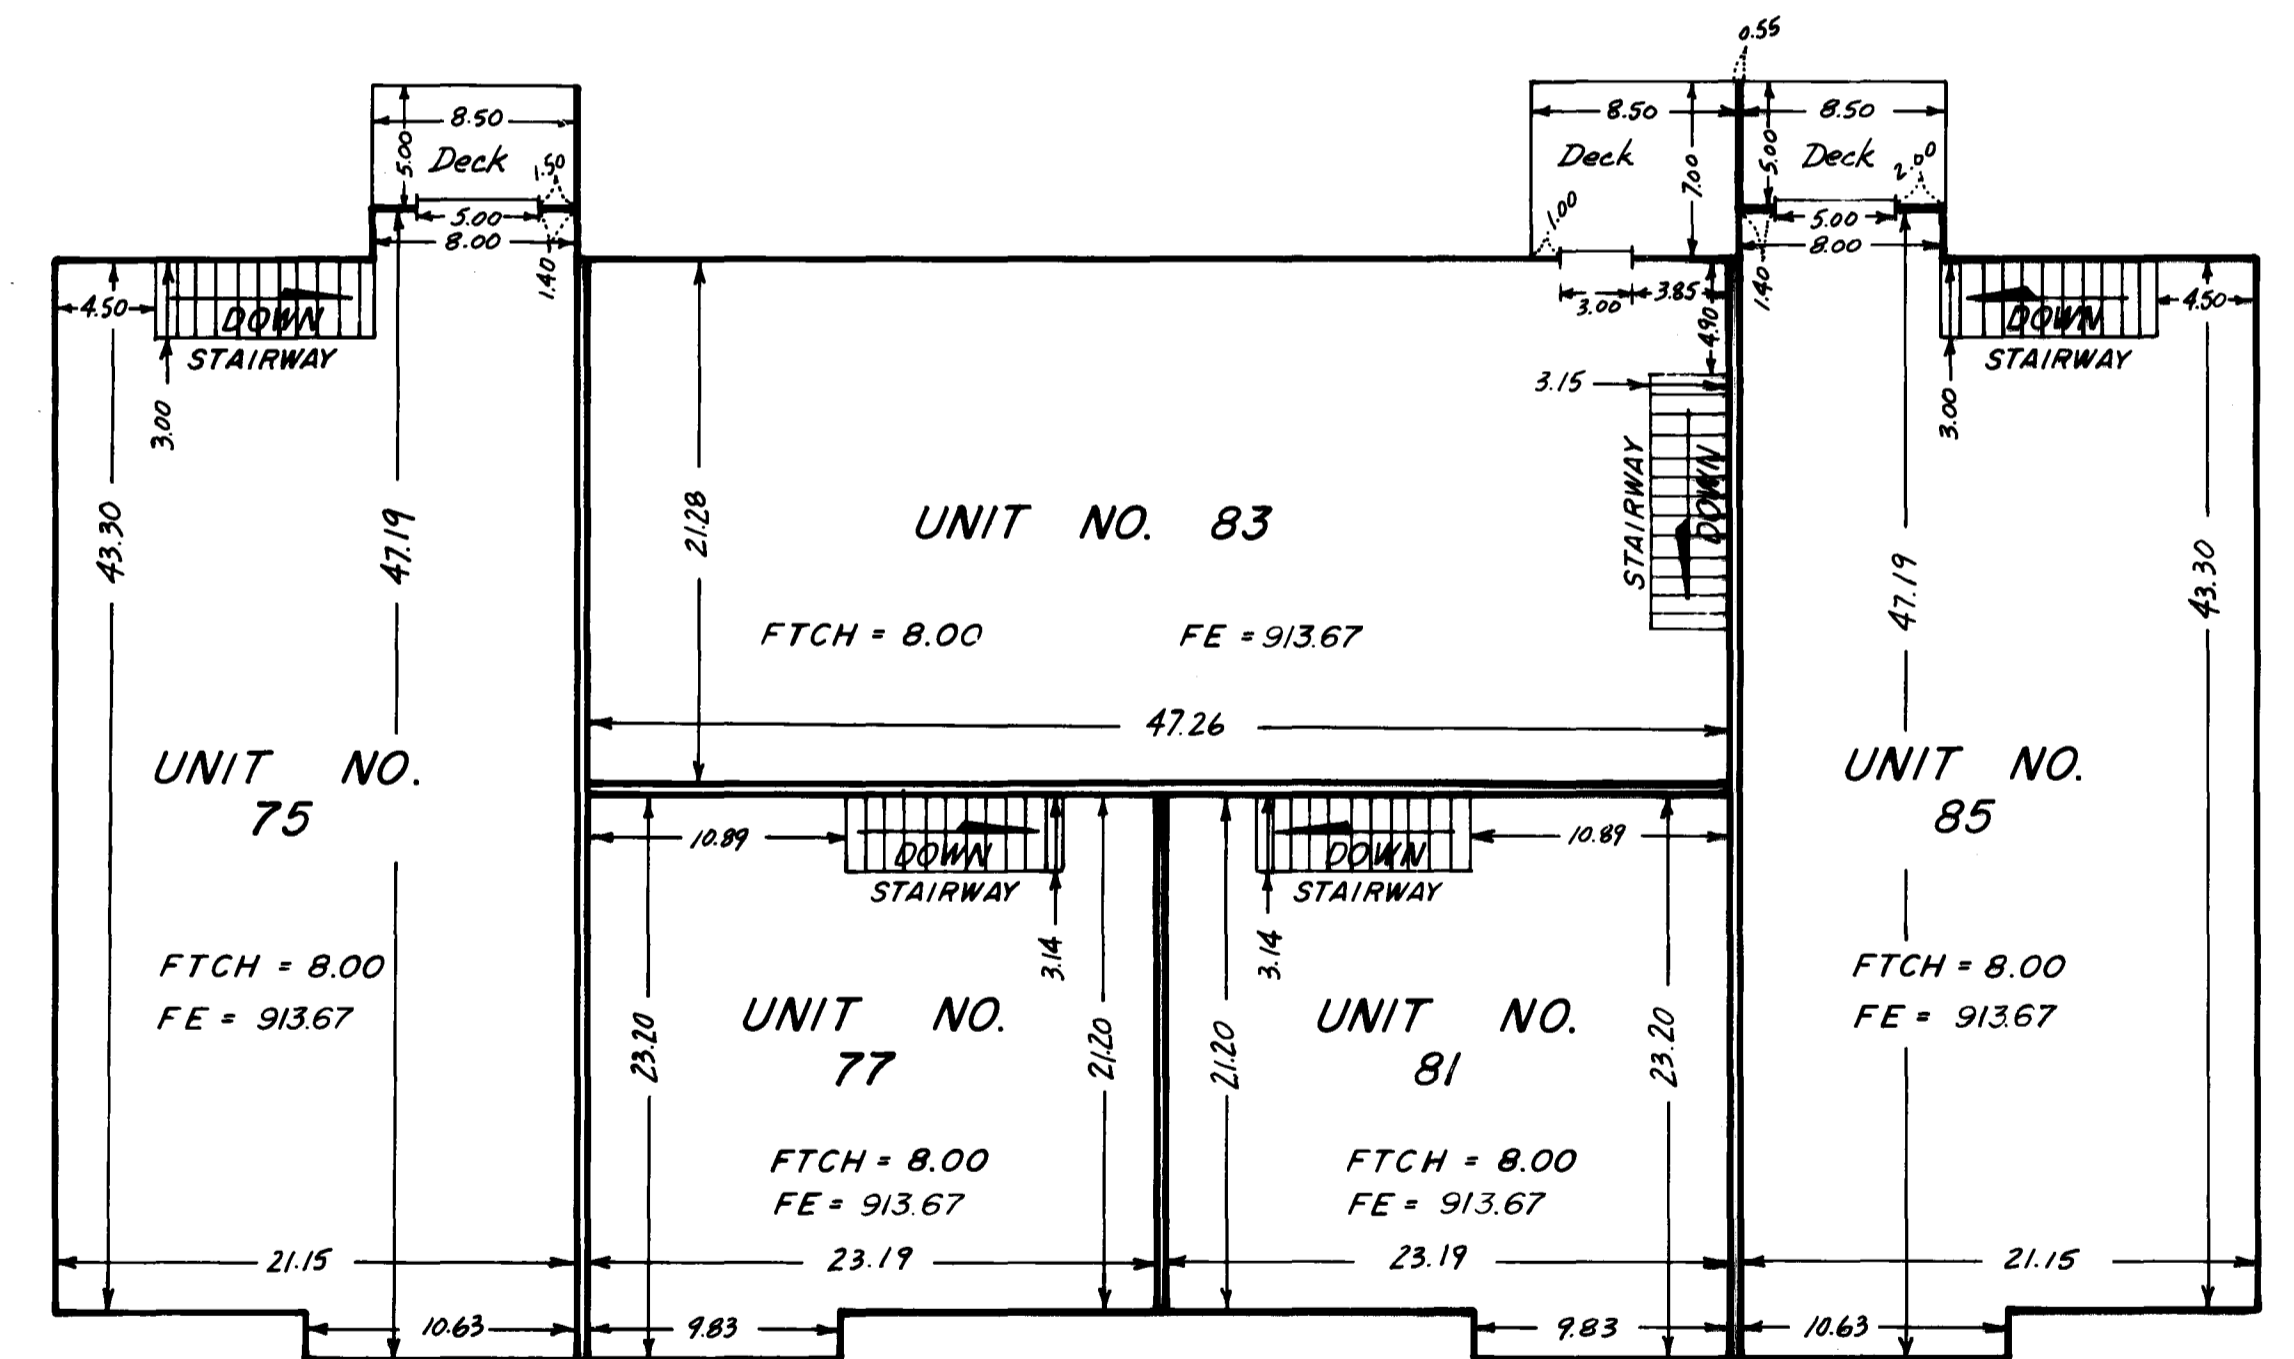 0.55
8.50
8.50
8.50
5.00
Deck
1.50
Deck
7.00
5.00
Deck
2.00
5.00
8.00
1.40
1.00
5.00
8.00
1.40
4.50
DOWN
STAIRWAY
3.00
3.00
3.85
4.90
DOWN
4.50
STAIRWAY
3.00
3.15
STAIRWAY
DOWN
43.30
47.19
21.28
UNIT NO. 83
47.19
43.30
FTCH = 8.00
FE = 913.67
47.26
UNIT NO.
75
UNIT NO.
85
10.89
DOWN
STAIRWAY
3.14
10.89
DOWN
STAIRWAY
3.14
FTCH = 8.00
FE = 913.67
FTCH = 8.00
FE = 913.67
23.20
UNIT NO.
77
21.20
21.20
UNIT NO.
81
23.20
FTCH = 8.00
FE = 913.67
FTCH = 8.00
FE = 913.67
21.15
23.19
23.19
21.15
10.63
9.83
9.83
10.63